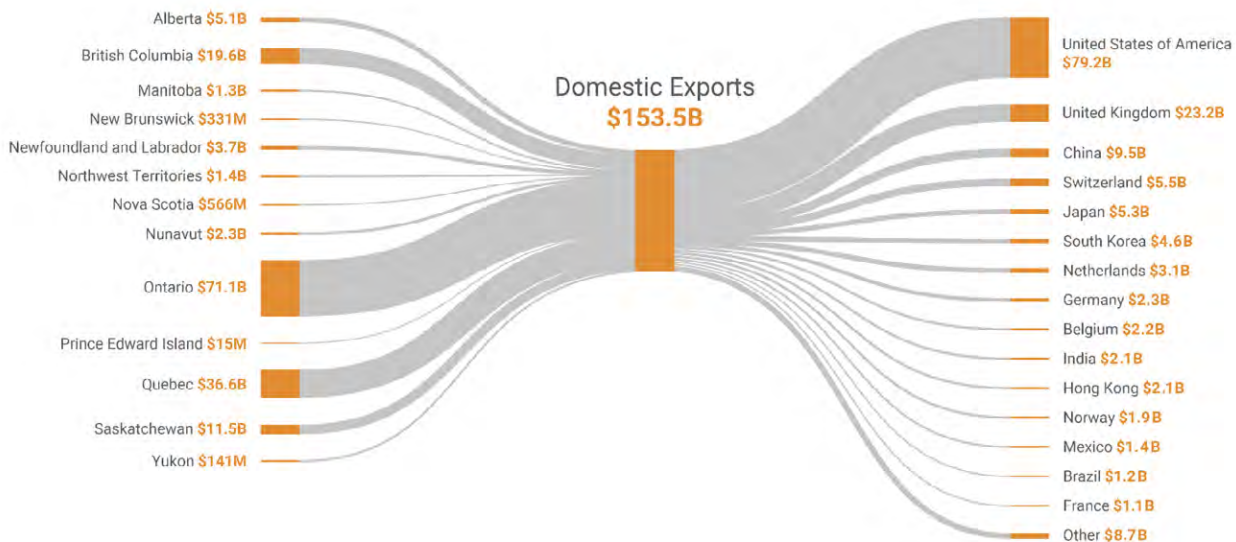 Alberta $5.1B
British Columbia $19.6B
Manitoba $1.3B
New Brunswick $331M
Newfoundland and Labrador $3.7B
Northwest Territories $1.4B
Nova Scotia $566M
Nunavut $2.3B
Ontario $71.1B
Prince Edward Island $15M
Quebec $36.6B
Saskatchewan $11.5B
Yukon $141M
Domestic Exports
$153.5B
United States of America
$79.2B
United Kingdom $23.2B
China $9.5B
Switzerland $5.5B
Japan $5.3B
South Korea $4.6B
Netherlands $3.1B
Germany $2.3B
Belgium $2.2B
India $2.1B
Hong Kong $2.1B
Norway $1.9B
Mexico $1.4B
Brazil $1.2B
France $1.1B
Other $8.7B